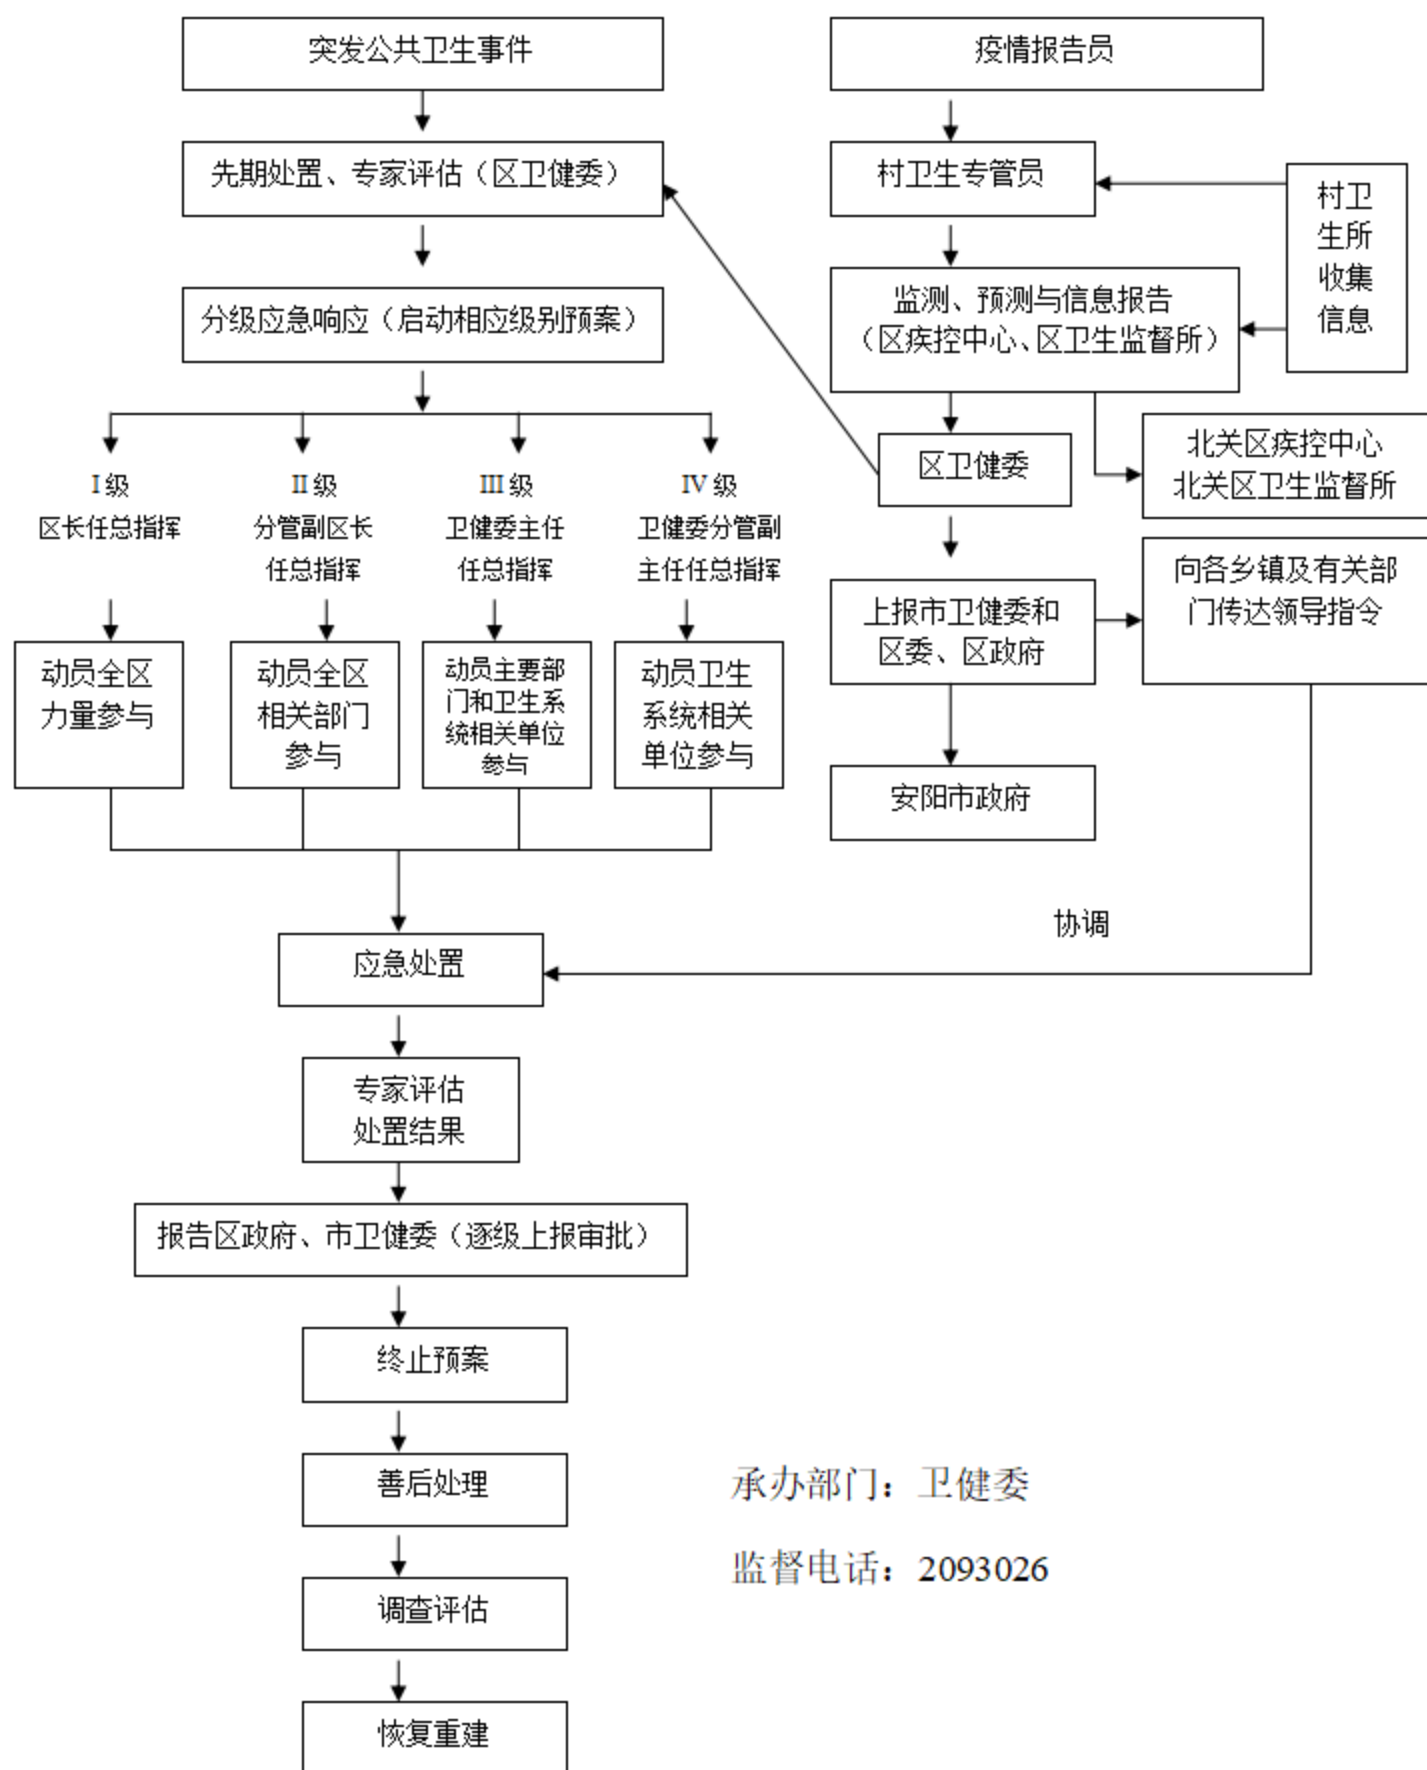 突发公共卫生事件
疫情报告员
先期处置、专家评估（区卫健委）
村卫生专管员
村卫
生所
收集
信息
分级应急响应（启动相应级别预案）
监测、预测与信息报告
（区疾控中心、区卫生监督所）
区卫健委
北关区疾控中心
北关区卫生监督所
I 级
区长任总指挥
II 级
分管副区长
任总指挥
III 级
卫健委主任
任总指挥
IV 级
卫健委分管副
主任任总指挥
上报市卫健委和
区委、区政府
向各乡镇及有关部
门传达领导指令
动员全区
力量参与
动员全区
相关部门
参与
动员主要部
门和卫生系
统相关单位
参与
动员卫生
系统相关
单位参与
安阳市政府
协调
应急处置
专家评估
处置结果
报告区政府、市卫健委（逐级上报审批）
终止预案
善后处理
调查评估
恢复重建
承办部门：卫健委
监督电话：2093026